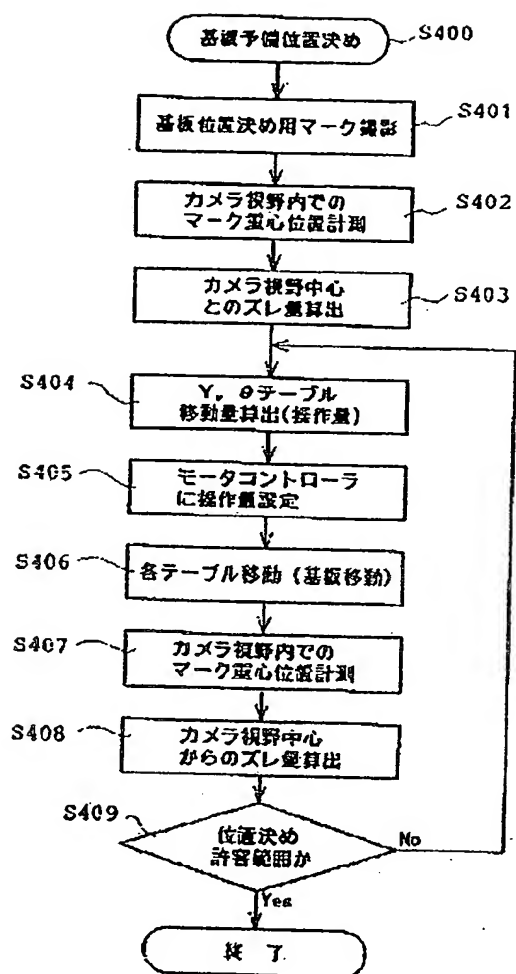 基板予備位置決め
S400
基板位置決め用マーク撮影
S401
カメラ視野内での
マーク重心位置計測
S402
カメラ視野中心
とのズレ量算出
S403
S404
Y, θテーブル
移動量算出(操作量)
S405
モータコントローラ
に操作量設定
S406
各テーブル移動 (基板移動)
S407
カメラ視野内での
マーク重心位置計測
S408
カメラ視野中心
からのズレ量算出
S409
位置決め
許容範囲か
No
Yes
終 了